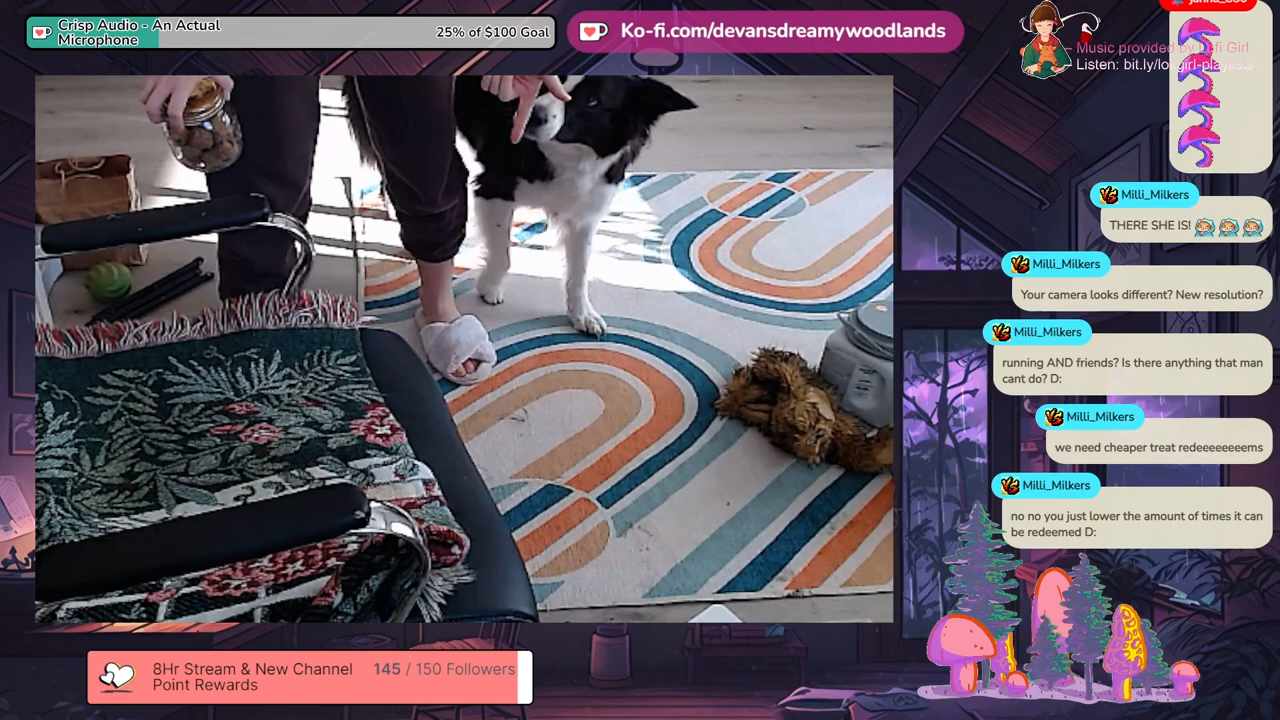 Crisp Audio - An Actual
Microphone
25% of $100 Goal
Ko-fi.com/devansdreamywoodlands
- Music provided by Lofi Girl
- Listen: bit.ly/lofigirl-playlists
Milli_Milkers
THERE SHE IS!
Milli_Milkers
Your camera looks different? New resolution?
Milli_Milkers
running AND friends? Is there anything that man
cant do? D:
Milli_Milkers
we need cheaper treat redeeeeeeems
Milli_Milkers
no no you just lower the amount of times it can
be redeemed D:
8Hr Stream & New Channel
Point Rewards
145 / 150 Followers